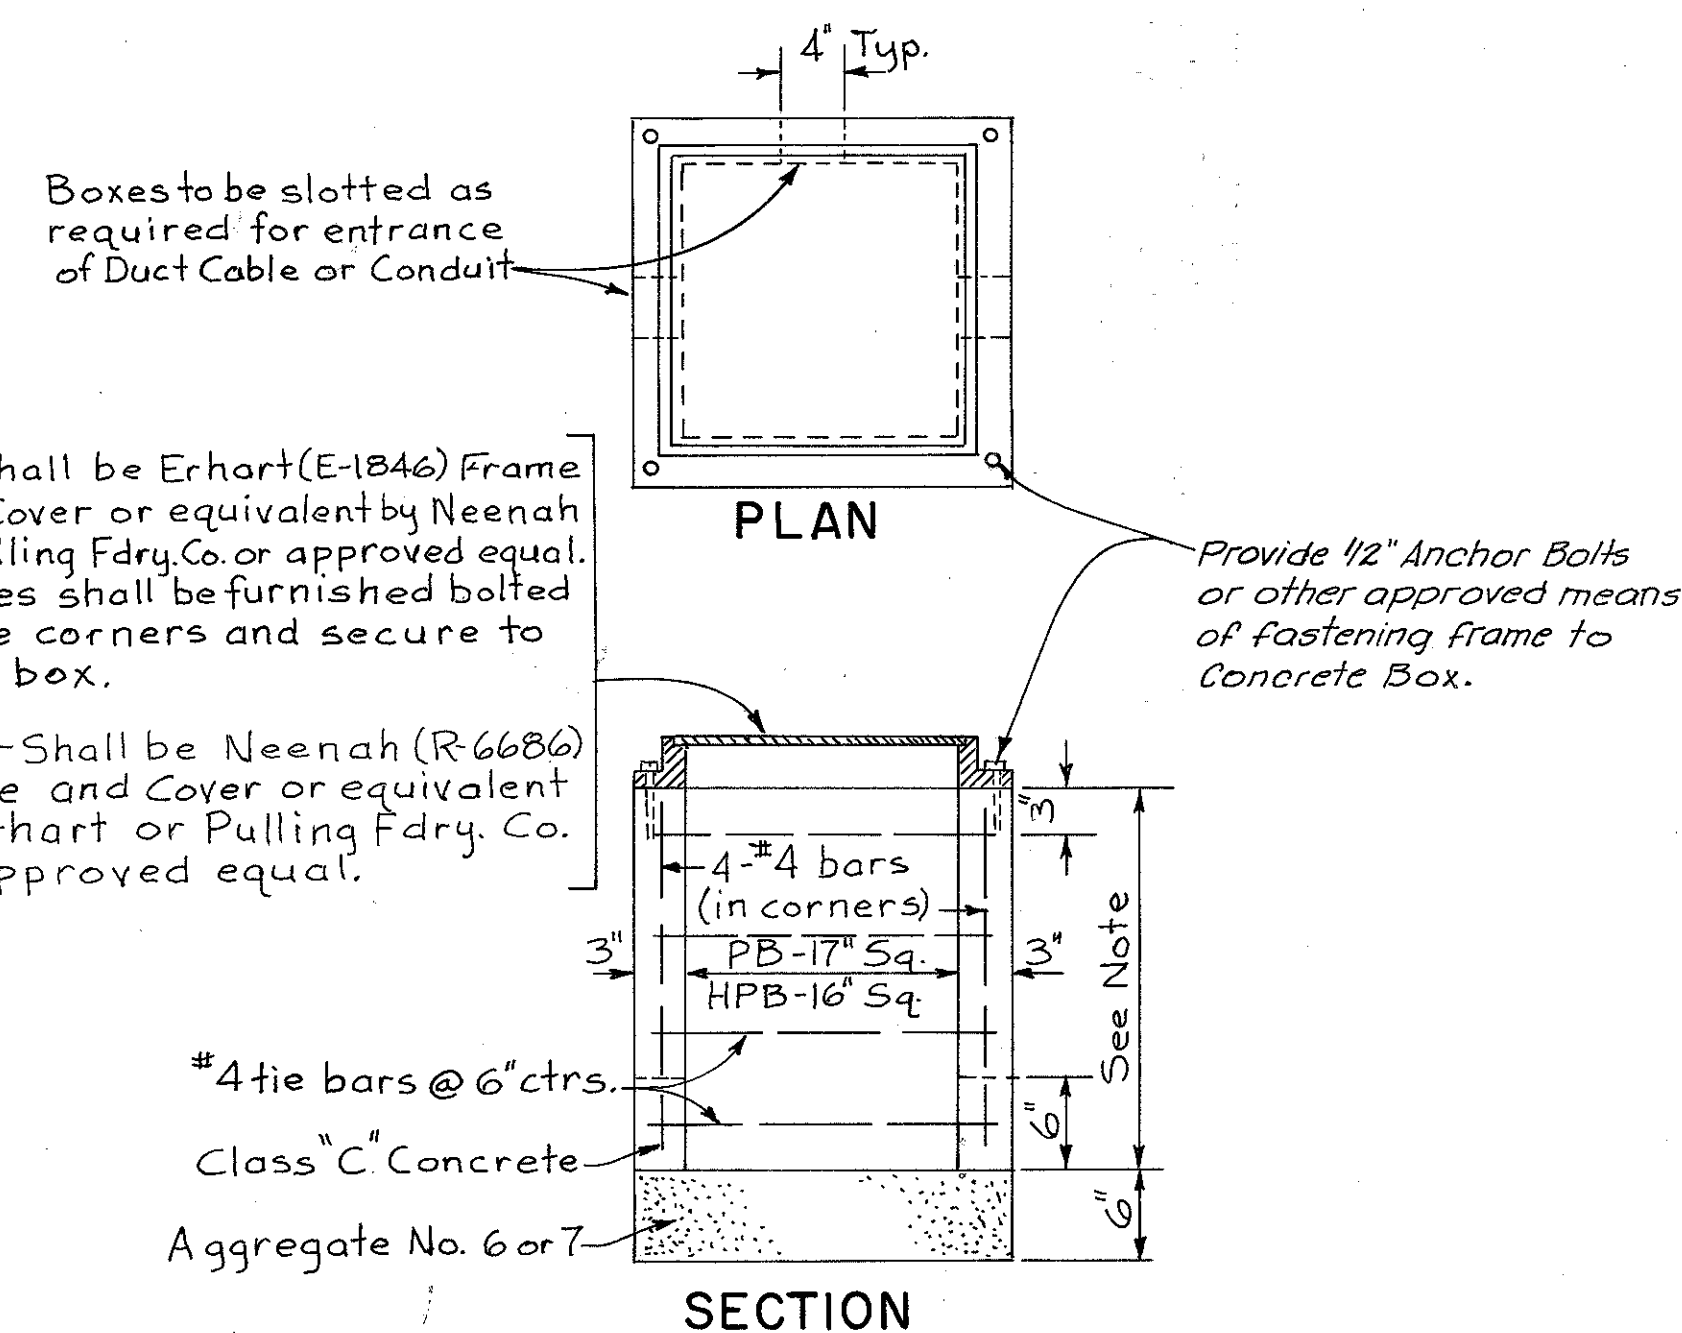 4" Typ.
Boxes to be slotted as
required for entrance
of Duct Cable or Conduit
PLAN
hall be Erhart (E-1846) Frame
over or equivalent by Neenah
ling Fdry. Co. or approved equal.
es shall be furnished bolted
e corners and secure to
box.
Provide 1/2" Anchor Bolts
or other approved means
of fastening frame to
Concrete Box.
-Shall be Neenah (R-6686)
e and Cover or equivalent
hart or Pulling Fdry. Co.
pproved equal.
3"
4-#4 bars
(in corners)
3"
PB-17" Sq.
3"
HPB-16" Sq.
See Note
#4 tie bars @ 6" ctrs.
6"
Class "C" Concrete
Aggregate No. 6 or 7
6"
SECTION